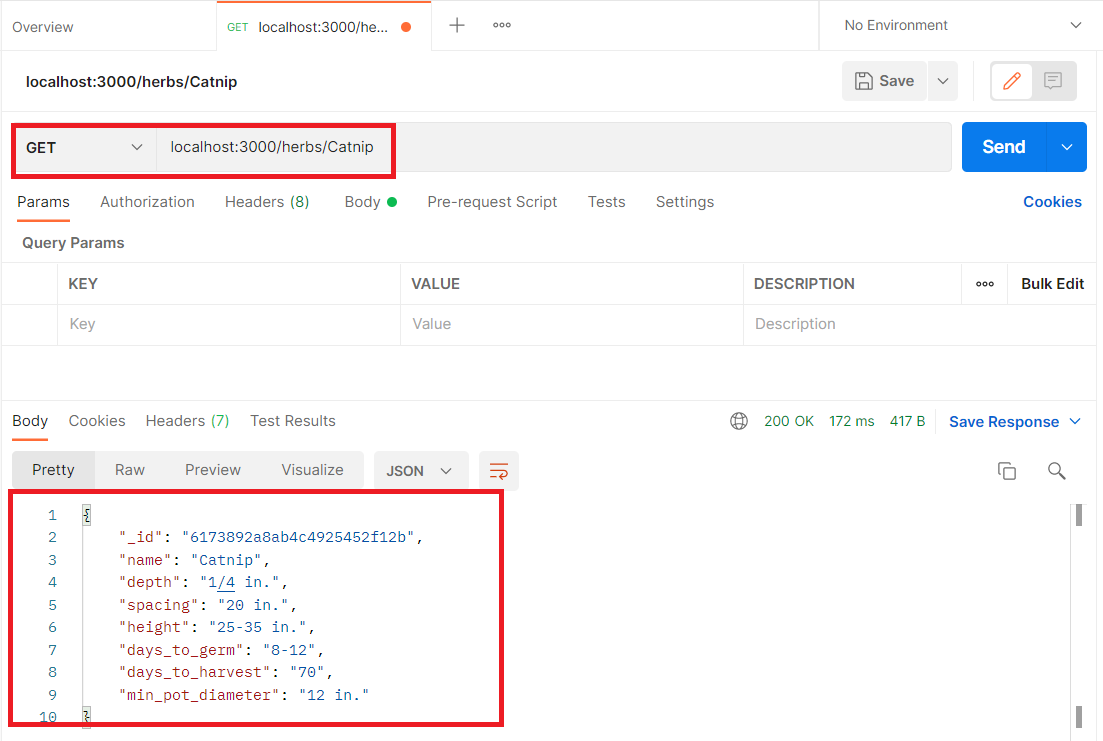 Overview GET localhost:3000/he... No Environment
localhost:3000/herbs/Catnip Save
GET localhost:3000/herbs/Catnip Send
Params Authorization Headers (8) Body Pre-request Script Tests Settings Cookies
Query Params
KEY VALUE DESCRIPTION Bulk Edit
Key Value Description
Body Cookies Headers (7) Test Results 200 OK 172 ms 417 B Save Response
Pretty Raw Preview Visualize JSON
1 {
2 "_id": "6173892a8ab4c4925452f12b",
3 "name": "Catnip",
4 "depth": "1/4 in.",
5 "spacing": "20 in.",
6 "height": "25-35 in.",
7 "days_to_germ": "8-12",
8 "days_to_harvest": "70",
9 "min_pot_diameter": "12 in."
10 }